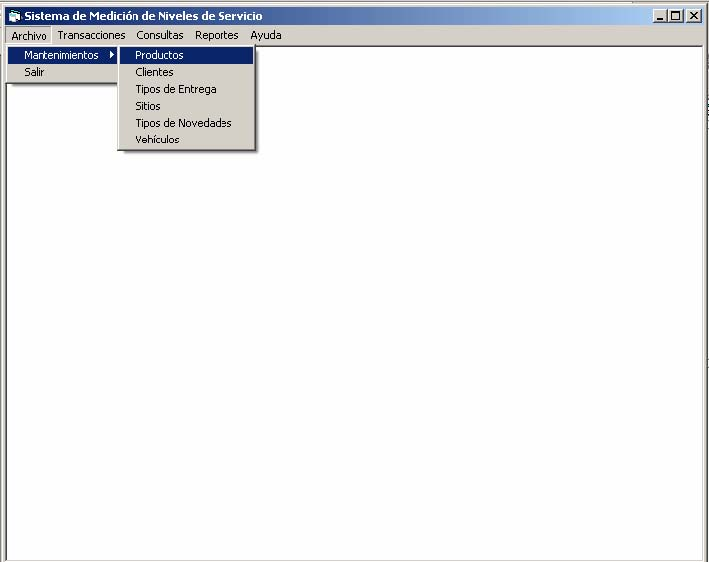 Sistema de Medición de Niveles de Servicio
Archivo Transacciones Consultas Reportes Ayuda
Mantenimientos
Salir
Productos
Clientes
Tipos de Entrega
Sitios
Tipos de Novedades
Vehículos